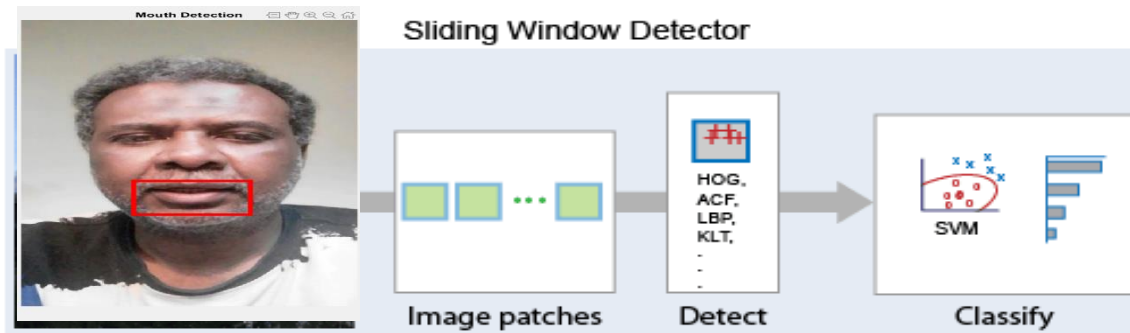 Mouth Detection
Sliding Window Detector
HOG,
ACF,
LBP,
KLT,
-
-
-
SVM
Image patches
Detect
Classify